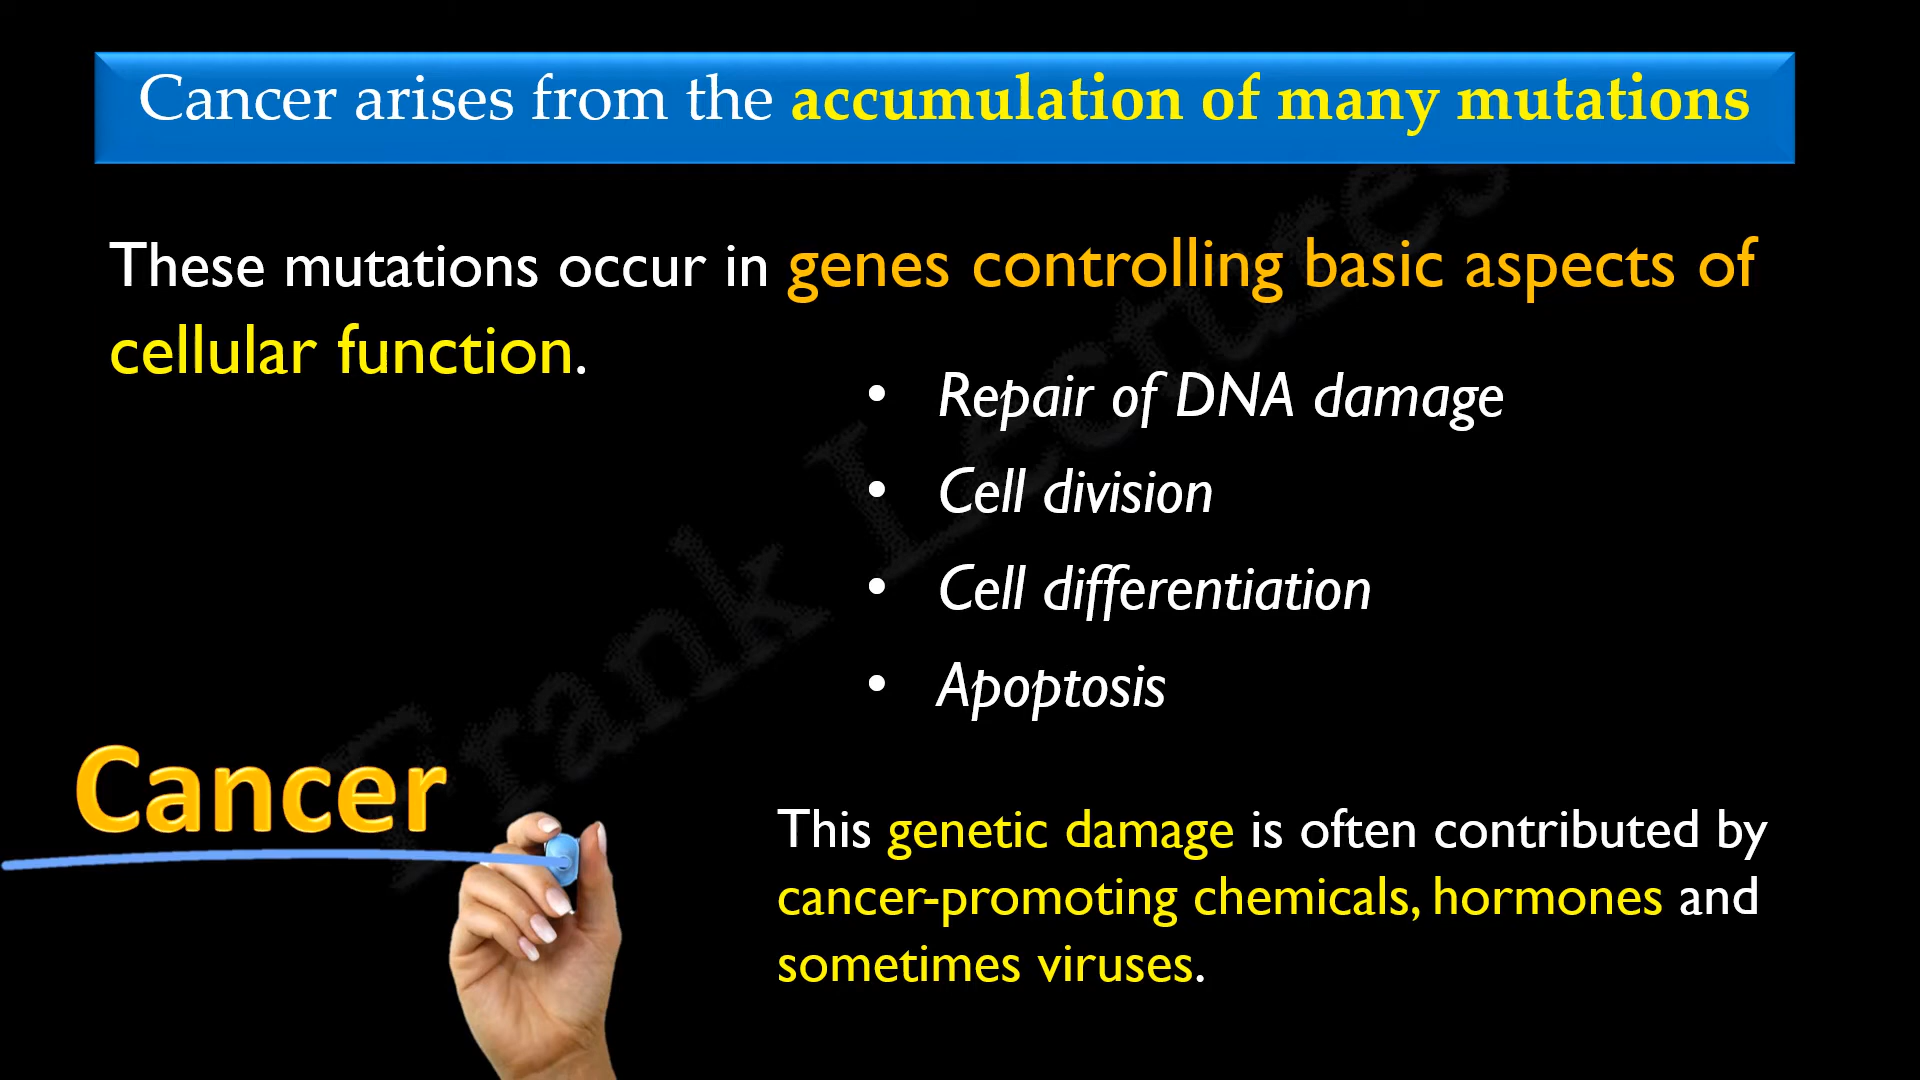 Cancer arises from the accumulation of many mutations
These mutations occur in genes controlling basic aspects of
cellular function.
• Repair of DNA damage
• Cell division
• Cell differentiation
• Apoptosis
Cancer
This genetic damage is often contributed by
cancer-promoting chemicals, hormones and
sometimes viruses.
Frank Lectures